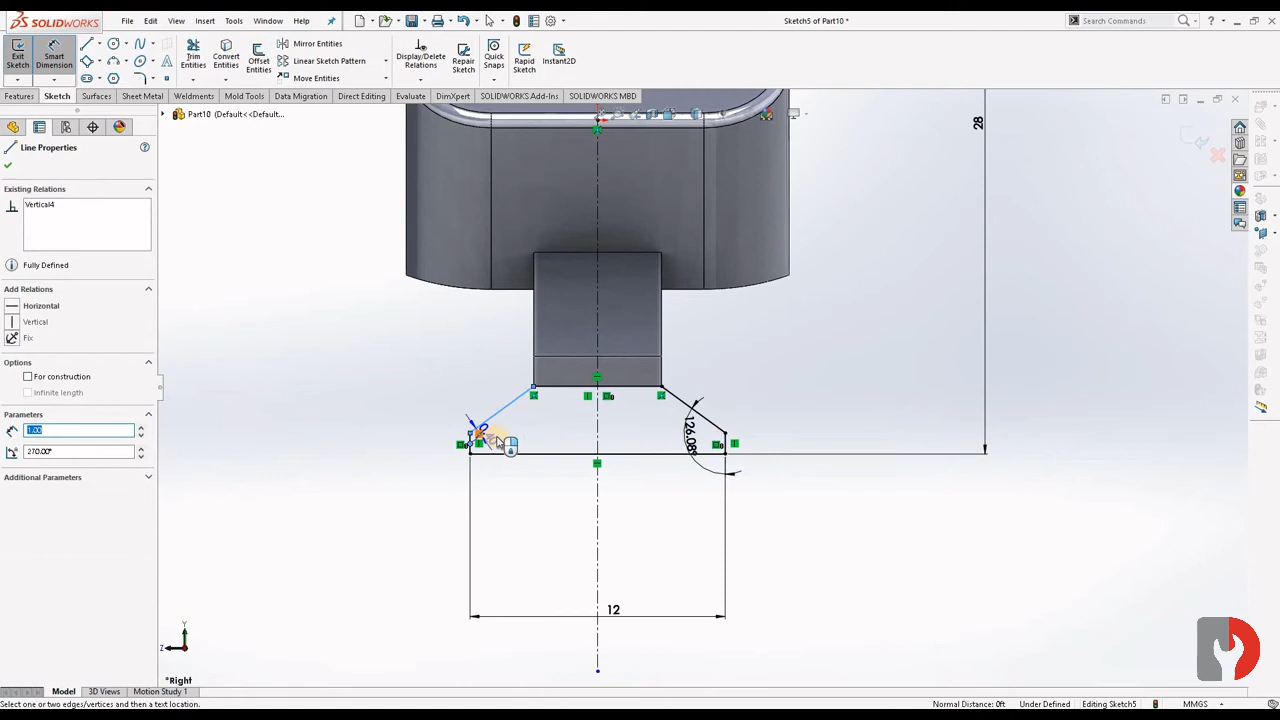 SOLIDWORKS File Edit View Insert Tools Window Help Sketch5 of Part10 * Search Commands
Exit Sketch Smart Dimension Trim Entities Convert Entities Offset Entities Mirror Entities Display/Delete Relations Repair Sketch Quick Snaps Rapid Sketch Instant2D
Linear Sketch Pattern
Move Entities
Features Sketch Surfaces Sheet Metal Weldments Mold Tools Data Migration Direct Editing Evaluate DimXpert SOLIDWORKS Add-Ins SOLIDWORKS MBD
Part10 (Default<<Default...
Line Properties
Existing Relations
Vertical4
Fully Defined
Add Relations
Horizontal
Vertical
Fix
Options
For construction
Infinite length
Parameters
1.00
270.00°
Additional Parameters
28
126.08°
12
Y
Z
*Right
Model 3D Views Motion Study 1
Select one or two edges/vertices and then a text location. Normal Distance: 0ft Under Defined Editing Sketch5 MMGS